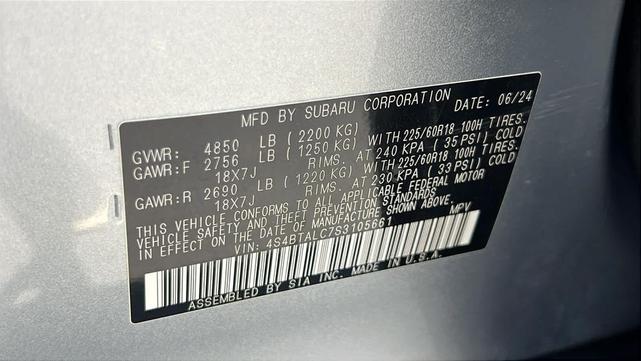 MFD BY SUBARU CORPORATION DATE: 06/24
GVWR: 4850 LB (2200 KG)
GAWR:F 2756 LB (1250 KG) WITH 225/60R18 100H TIRES.
18X7J RIMS. AT 240 KPA (35 PSI) COLD
GAWR:R 2690 LB (1220 KG) WITH 225/60R18 100H TIRES.
18X7J RIMS. AT 230 KPA (33 PSI) COLD
THIS VEHICLE CONFORMS TO ALL APPLICABLE FEDERAL MOTOR
VEHICLE SAFETY STANDARDS
IN EFFECT ON THE DATE OF MANUFACTURE SHOWN ABOVE.
VIN: 4S4BTALC7S3105661 MPV
ASSEMBLED BY SIA INC. MADE IN U.S.A.